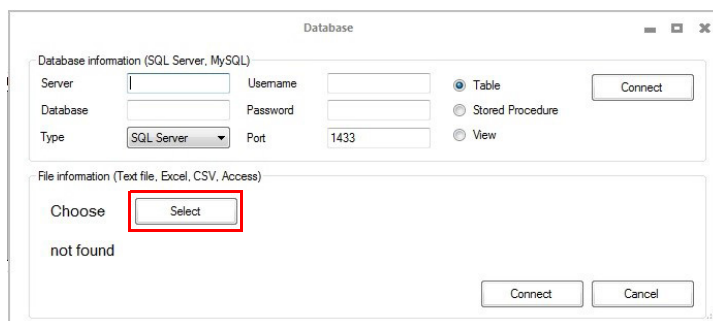 Database
Database information (SQL Server, MySQL)
Server Username Table Connect
Database Password Stored Procedure
Type SQL Server Port 1433 View
File information (Text file, Excel, CSV, Access)
Choose Select
not found
Connect Cancel